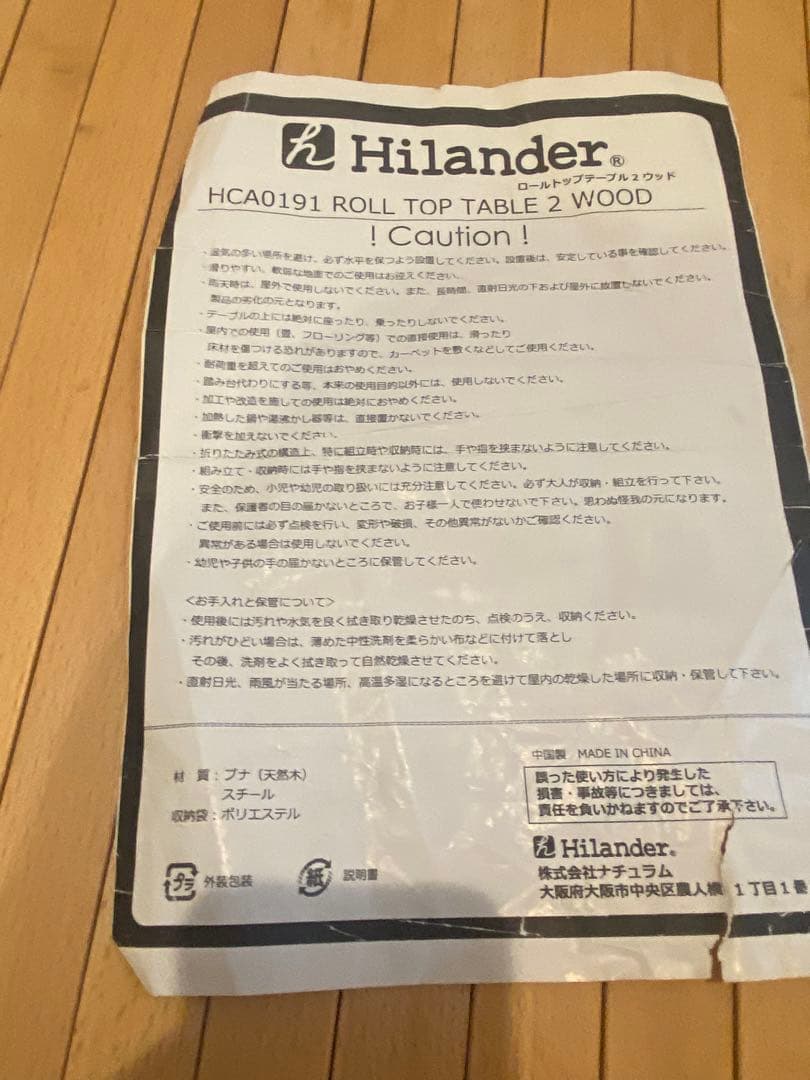 h Hilander®
ロールトップテーブル2ウッド
HCA0191 ROLL TOP TABLE 2 WOOD
! Caution !
・湿気の多い場所を避け、必ず水平を保つよう設置してください。設置後は、安定している事を確認してください。
・滑りやすい、軟弱な地面でのご使用はお控えください。
・雨天時は、屋外で使用しないでください。また、長時間、直射日光の下および屋外に放置しないでください。
製品の劣化の元となります。
・テーブルの上には絶対に座ったり、乗ったりしないでください。
・屋内での使用（畳、フローリング等）での直接使用は、滑ったり
床材を傷つける恐れがありますので、カーペットを敷くなどしてご使用ください。
・耐荷重を超えてのご使用はおやめください。
・踏み台代わりにする等、本来の使用目的以外には、使用しないでください。
・加工や改造を施しての使用は絶対におやめください。
・加熱した鍋や湯沸かし器等は、直接置かないでください。
・衝撃を加えないでください。
・折りたたみ式の構造上、特に組立時や収納時には、手や指を挟まないように注意してください。
・組み立て・収納時には手や指を挟まないように注意してください。
・安全のため、小児や幼児の取り扱いには充分注意してください。必ず大人が収納・組立を行って下さい。
また、保護者の目の届かないところで、お子様一人で使わせないで下さい。思わぬ怪我の元になります。
・ご使用前には必ず点検を行い、変形や破損、その他異常がないかご確認ください。
異常がある場合は使用しないでください。
・幼児や子供の手の届かないところに保管してください。
＜お手入れと保管について＞
・使用後には汚れや水気を良く拭き取り乾燥させたのち、点検のうえ、収納ください。
・汚れがひどい場合は、薄めた中性洗剤を柔らかい布などに付けて落とし
その後、洗剤をよく拭き取って自然乾燥させてください。
・直射日光、雨風が当たる場所、高温多湿になるところを避けて屋内の乾燥した場所に収納・保管して下さい。
材　質：ブナ（天然木）
スチール
収納袋：ポリエステル
プラ 外装包装
紙 説明書
中国製 MADE IN CHINA
誤った使い方により発生した
損害・事故等につきましては、
責任を負いかねますのでご了承下さい。
h Hilander®
株式会社ナチュラム
大阪府大阪市中央区農人橋 1丁目1番